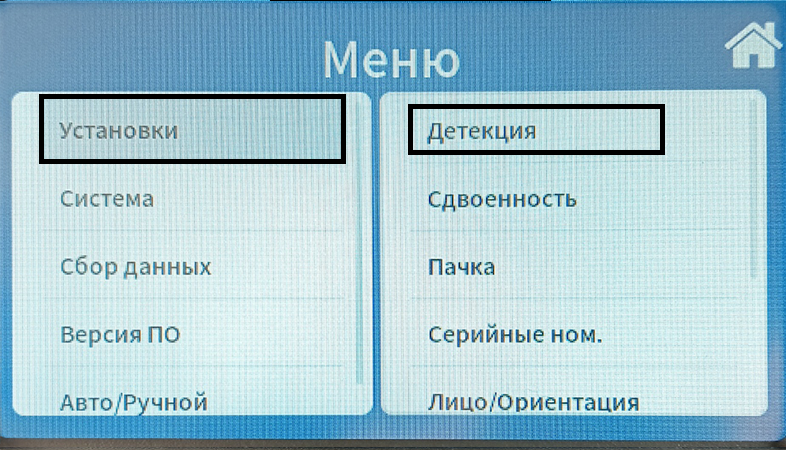 Меню
Установки
Система
Сбор данных
Версия ПО
Авто/Ручной
Детекция
Сдвоенность
Пачка
Серийные ном.
Лицо/Ориентация